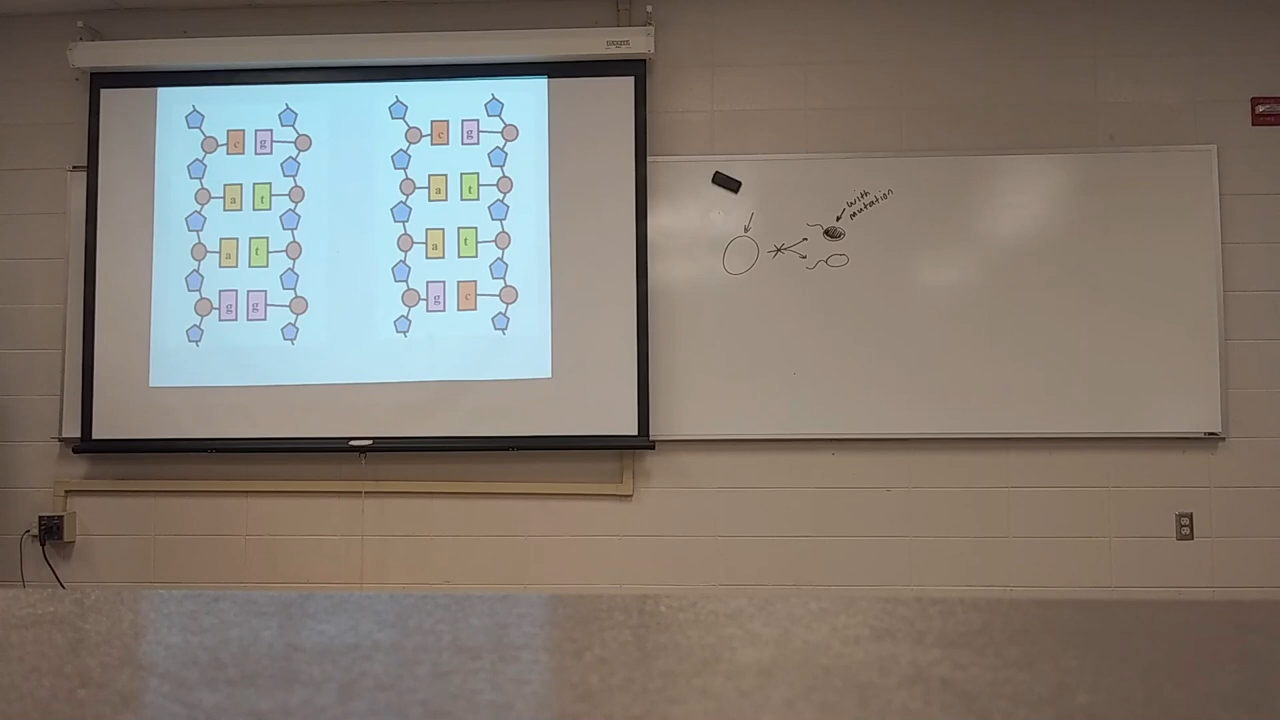 c g c g
a t a t
a t a t
g g g c
with
mutation